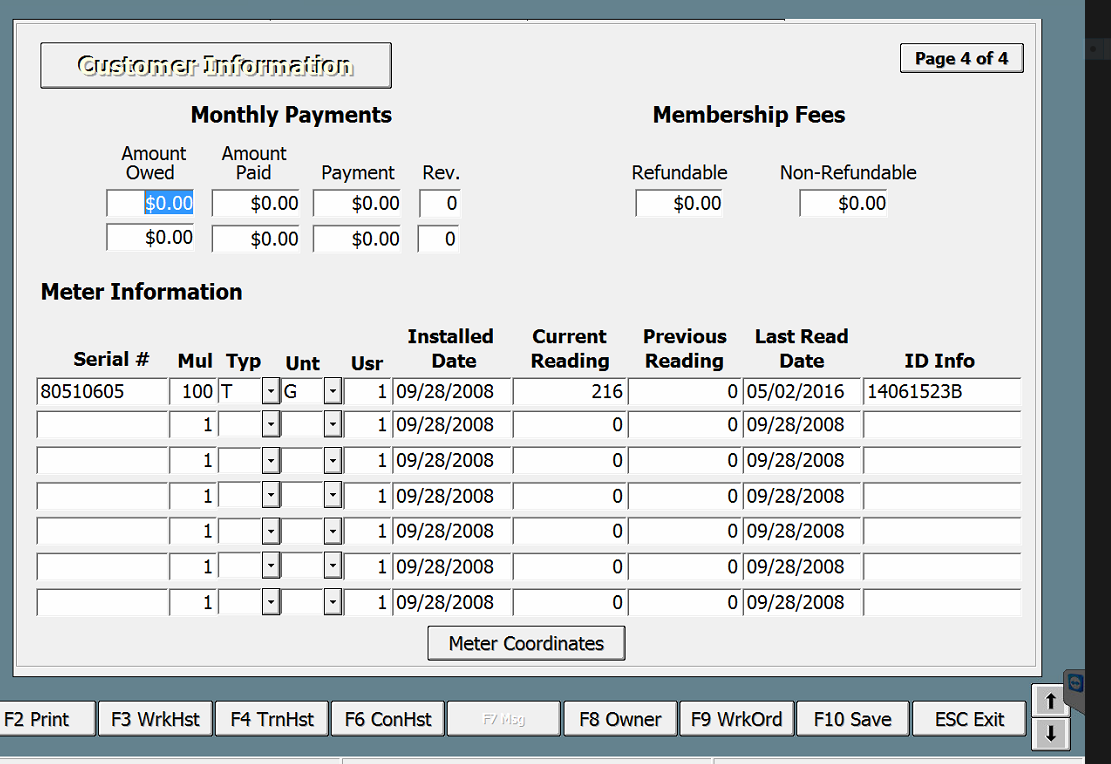 Customer Information
Page 4 of 4
Monthly Payments
Membership Fees
Amount Owed Amount Paid Payment Rev. Refundable Non-Refundable
$0.00 $0.00 $0.00 0 $0.00 $0.00
$0.00 $0.00 $0.00 0
Meter Information
Serial # Mul Typ Unt Usr Installed Date Current Reading Previous Reading Last Read Date ID Info
80510605 100 T G 1 09/28/2008 216 0 05/02/2016 14061523B
1 1 09/28/2008 0 0 09/28/2008
1 1 09/28/2008 0 0 09/28/2008
1 1 09/28/2008 0 0 09/28/2008
1 1 09/28/2008 0 0 09/28/2008
1 1 09/28/2008 0 0 09/28/2008
1 1 09/28/2008 0 0 09/28/2008
Meter Coordinates
F2 Print F3 WrkHst F4 TrnHst F6 ConHst F7 Msg F8 Owner F9 WrkOrd F10 Save ESC Exit